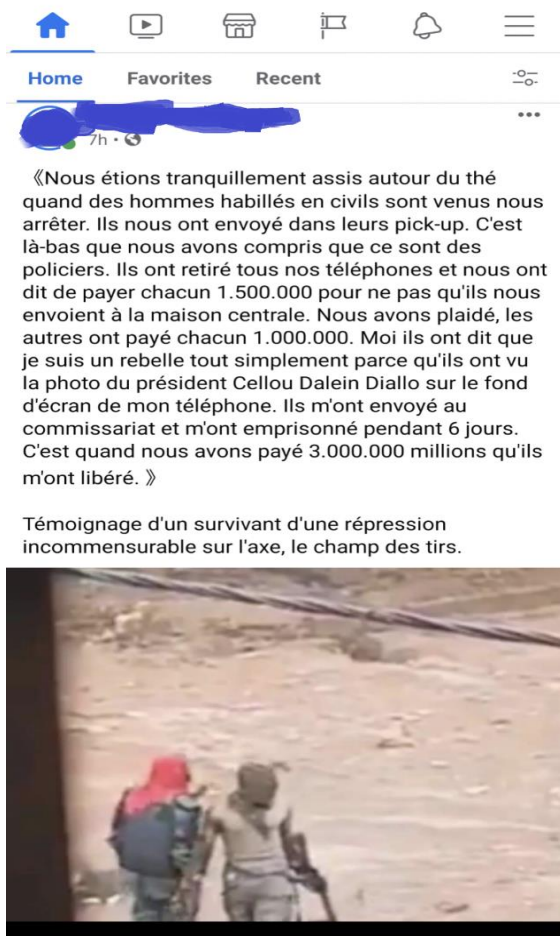 Home Favorites Recent
7h
《Nous étions tranquillement assis autour du thé
quand des hommes habillés en civils sont venus nous
arrêter. Ils nous ont envoyé dans leurs pick-up. C'est
là-bas que nous avons compris que ce sont des
policiers. Ils ont retiré tous nos téléphones et nous ont
dit de payer chacun 1.500.000 pour ne pas qu'ils nous
envoient à la maison centrale. Nous avons plaidé, les
autres ont payé chacun 1.000.000. Moi ils ont dit que
je suis un rebelle tout simplement parce qu'ils ont vu
la photo du président Cellou Dalein Diallo sur le fond
d'écran de mon téléphone. Ils m'ont envoyé au
commissariat et m'ont emprisonné pendant 6 jours.
C'est quand nous avons payé 3.000.000 millions qu'ils
m'ont libéré. 》
Témoignage d'un survivant d'une répression
incommensurable sur l'axe, le champ des tirs.